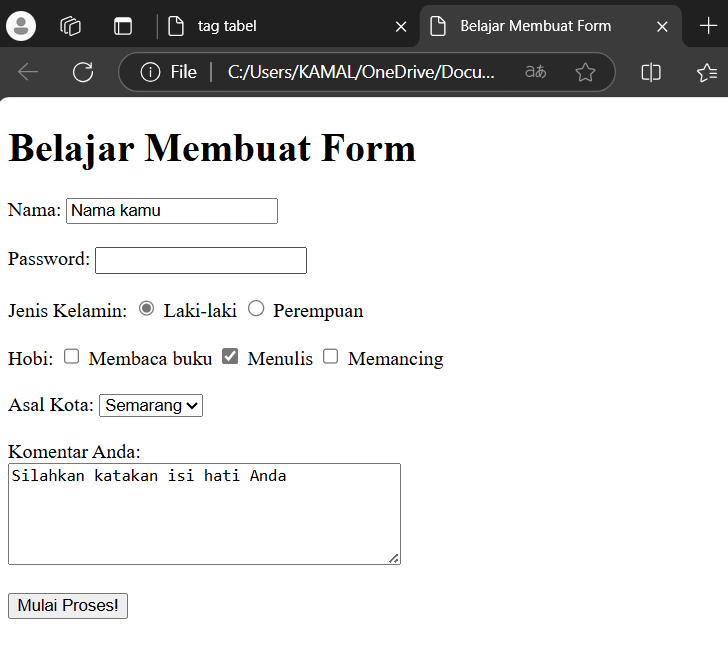 tag tabel
Belajar Membuat Form
File
C:/Users/KAMAL/OneDrive/Docu...
aあ
Belajar Membuat Form
Nama: Nama kamu
Password:
Jenis Kelamin: Laki-laki Perempuan
Hobi: Membaca buku Menulis Memancing
Asal Kota: Semarang
Komentar Anda:
Silahkan katakan isi hati Anda
Mulai Proses!